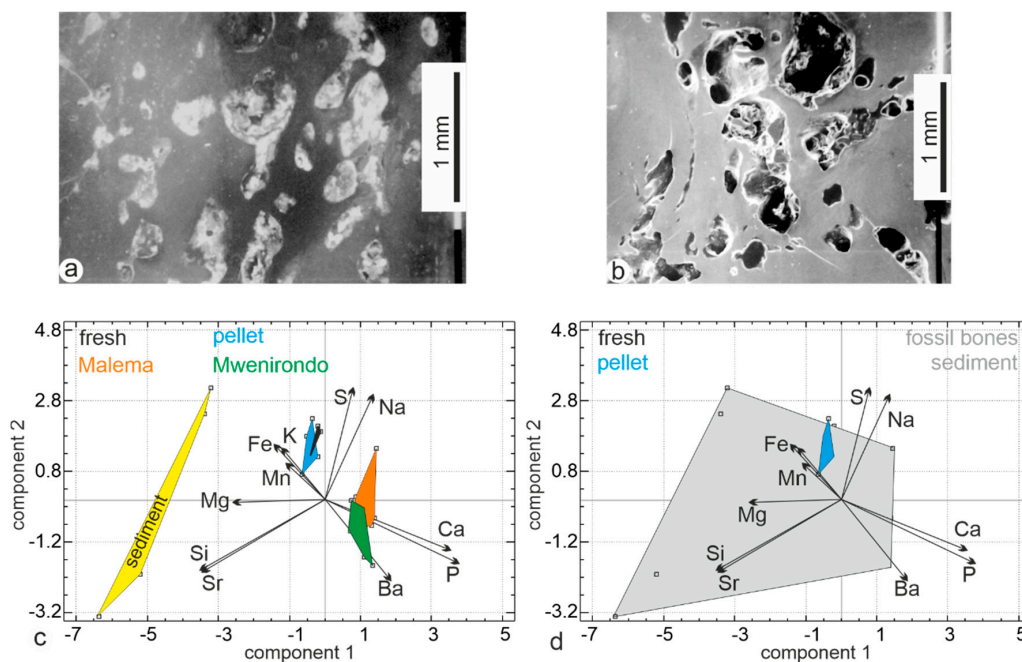 a
1 mm
b
1 mm
fresh pellet
Malema Mwenirondo
4.8
2.8
0.8
-1.2
-3.2
component 2
S
Na
K
Fe
Mn
Mg
Si
Sr
Ca
P
Ba
sediment
-7 -5 -3 -1 1 3 5
component 1
c
fresh fossil bones
pellet sediment
4.8
2.8
0.8
-1.2
-3.2
component 2
S
Na
Fe
K
Mn
Mg
Si
Sr
Ca
P
Ba
-7 -5 -3 -1 1 3 5
component 1
d